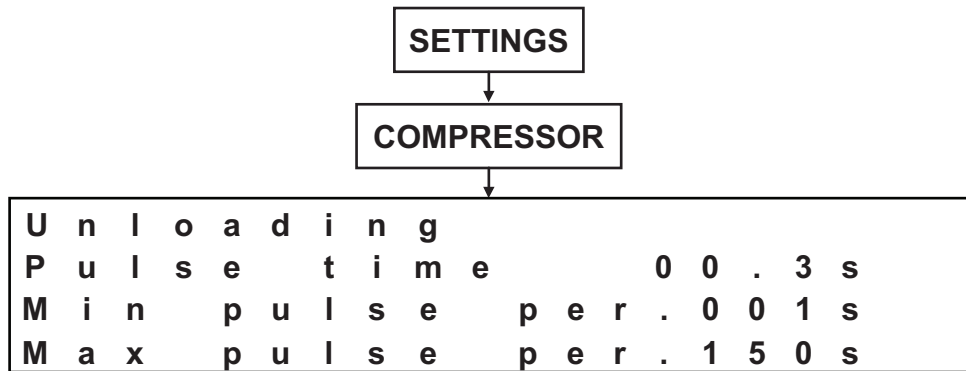 SETTINGS
COMPRESSOR
Unloading
Pulse time 00.3s
Min pulse per.001s
Max pulse per.150s